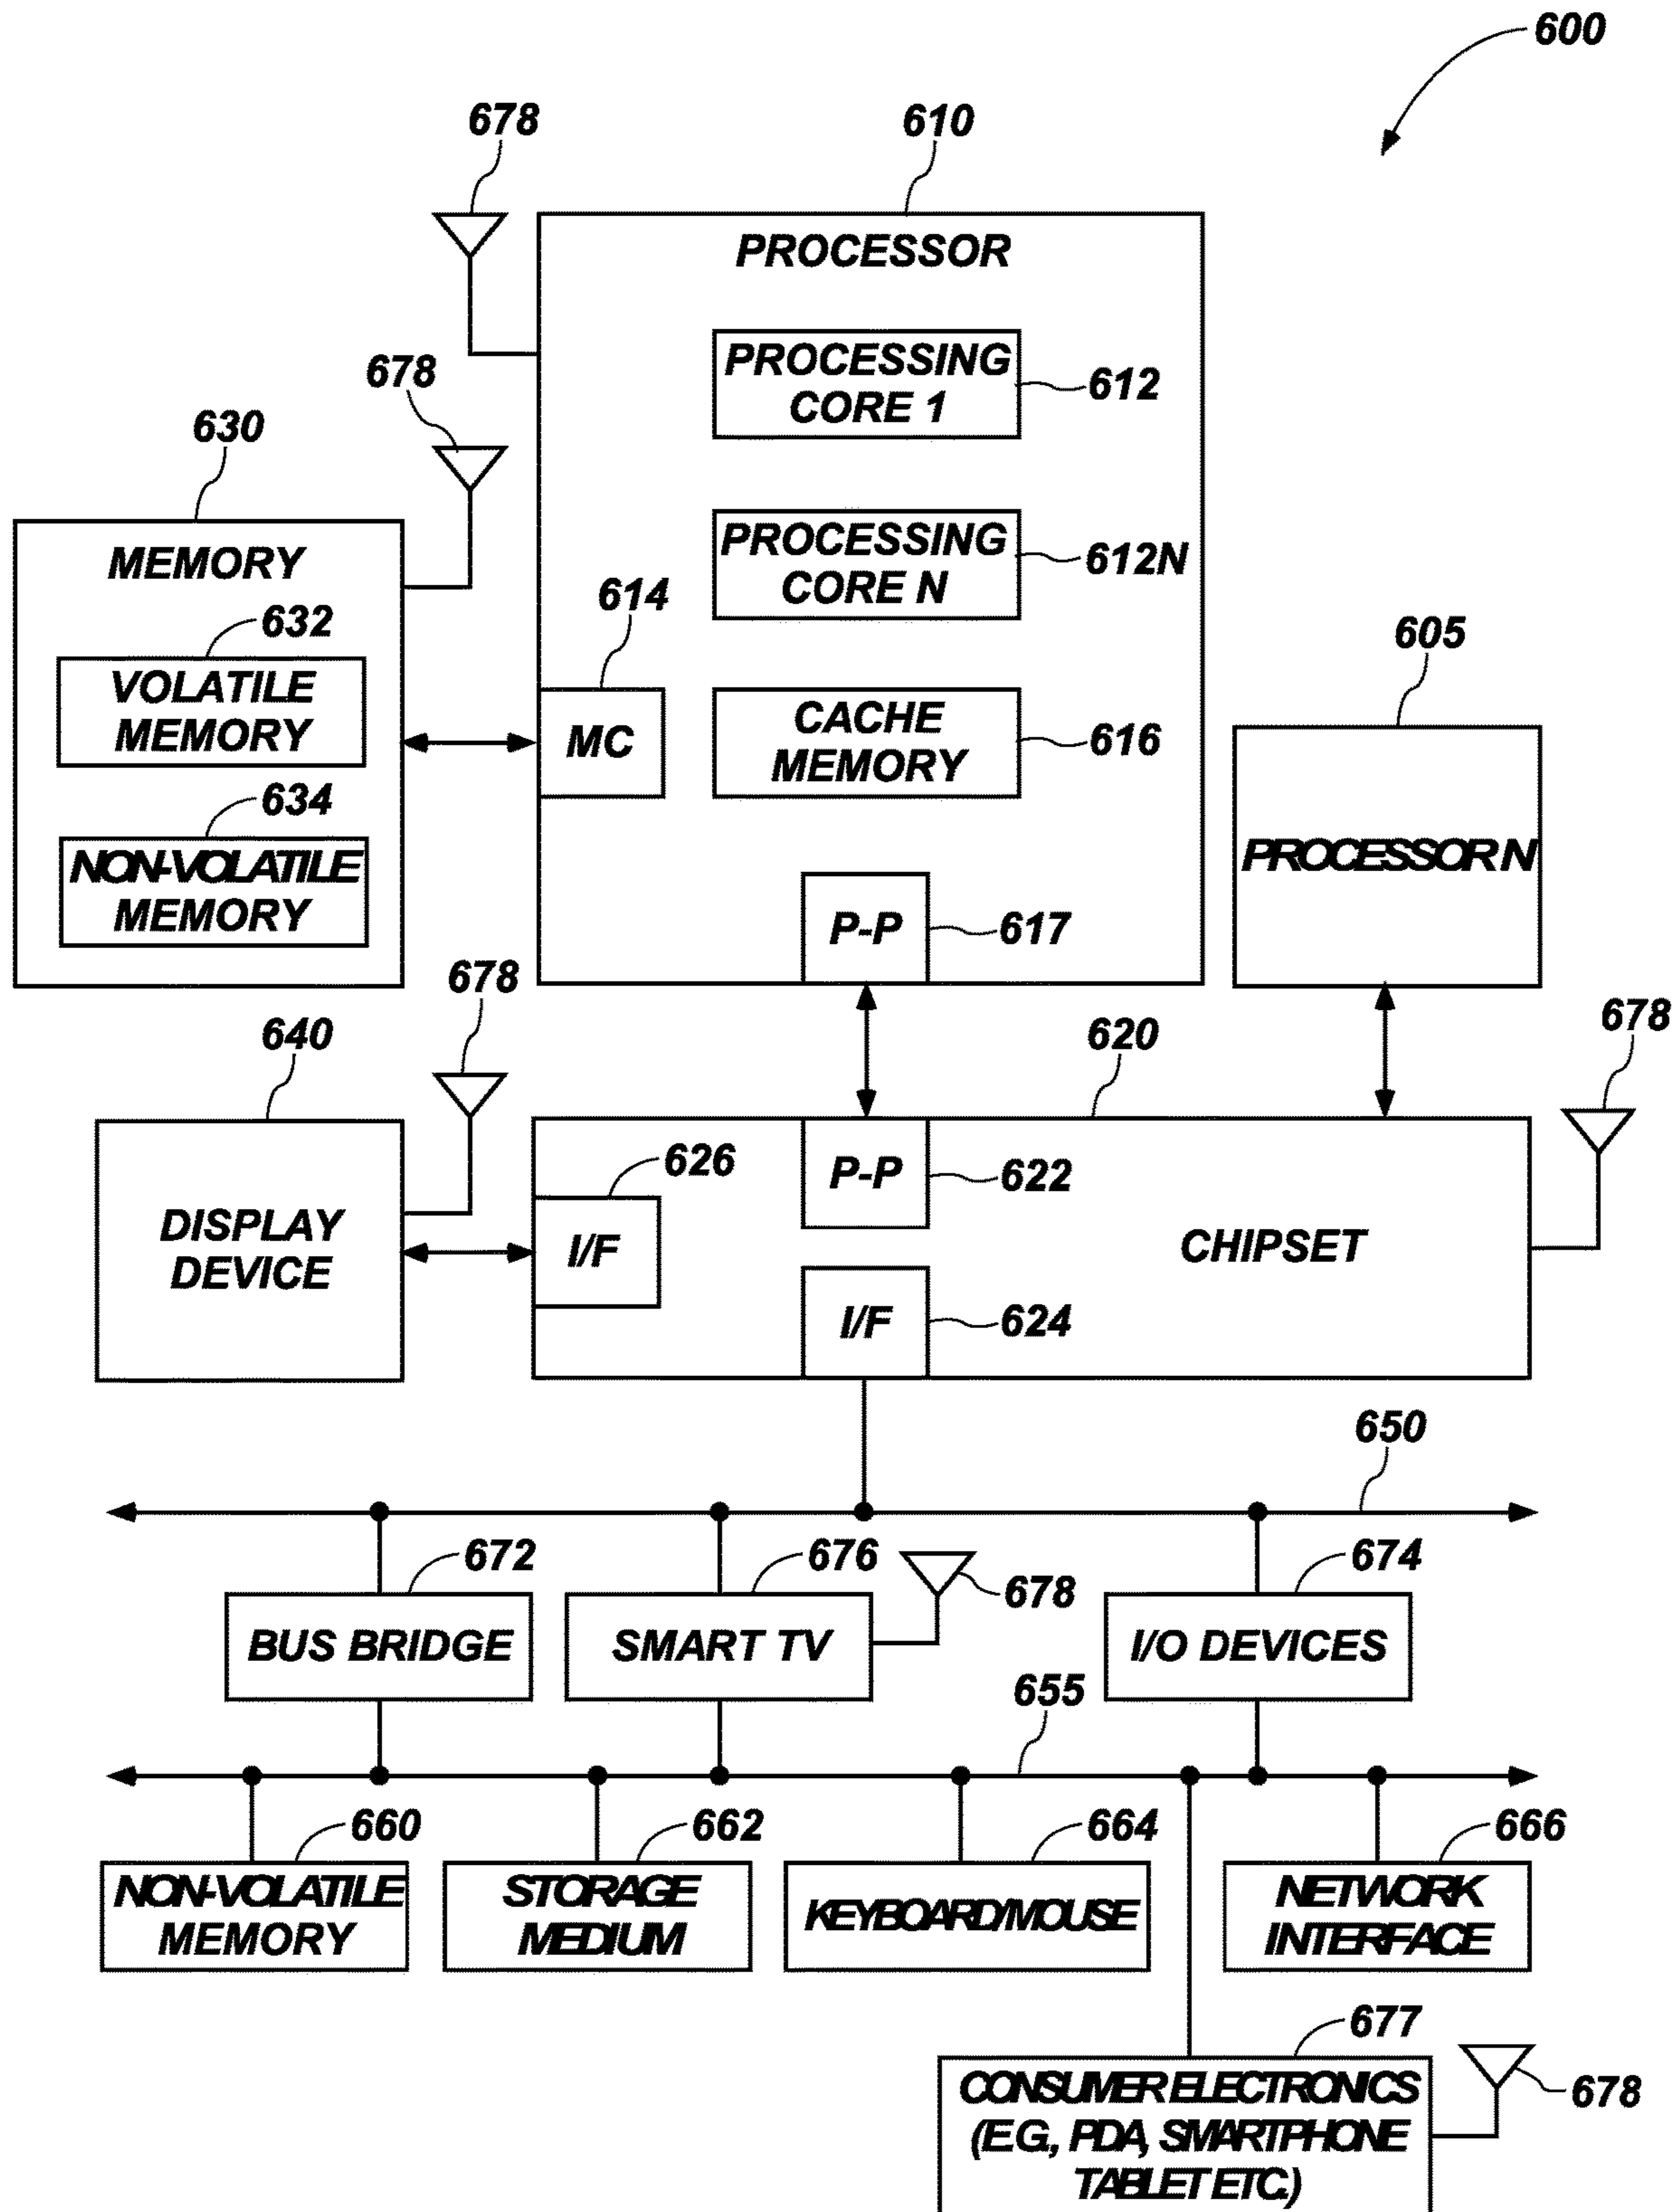 600
678
610
PROCESSOR
678
PROCESSING
CORE 1
612
630
MEMORY
PROCESSING
CORE N
612N
614
632
VOLATILE
MEMORY
MC
CACHE
MEMORY
616
605
PROCESSOR N
634
NON-VOLATILE
MEMORY
P-P
617
678
640
620
678
DISPLAY
DEVICE
626
I/F
P-P
622
CHIPSET
I/F
624
650
672
676
678
674
BUS BRIDGE
SMART TV
I/O DEVICES
655
660
662
664
666
NON-VOLATILE
MEMORY
STORAGE
MEDIUM
KEYBOARD/MOUSE
NETWORK
INTERFACE
677
CONSUMER ELECTRONICS
(E.G., PDA, SMARTPHONE
TABLET ETC.)
678